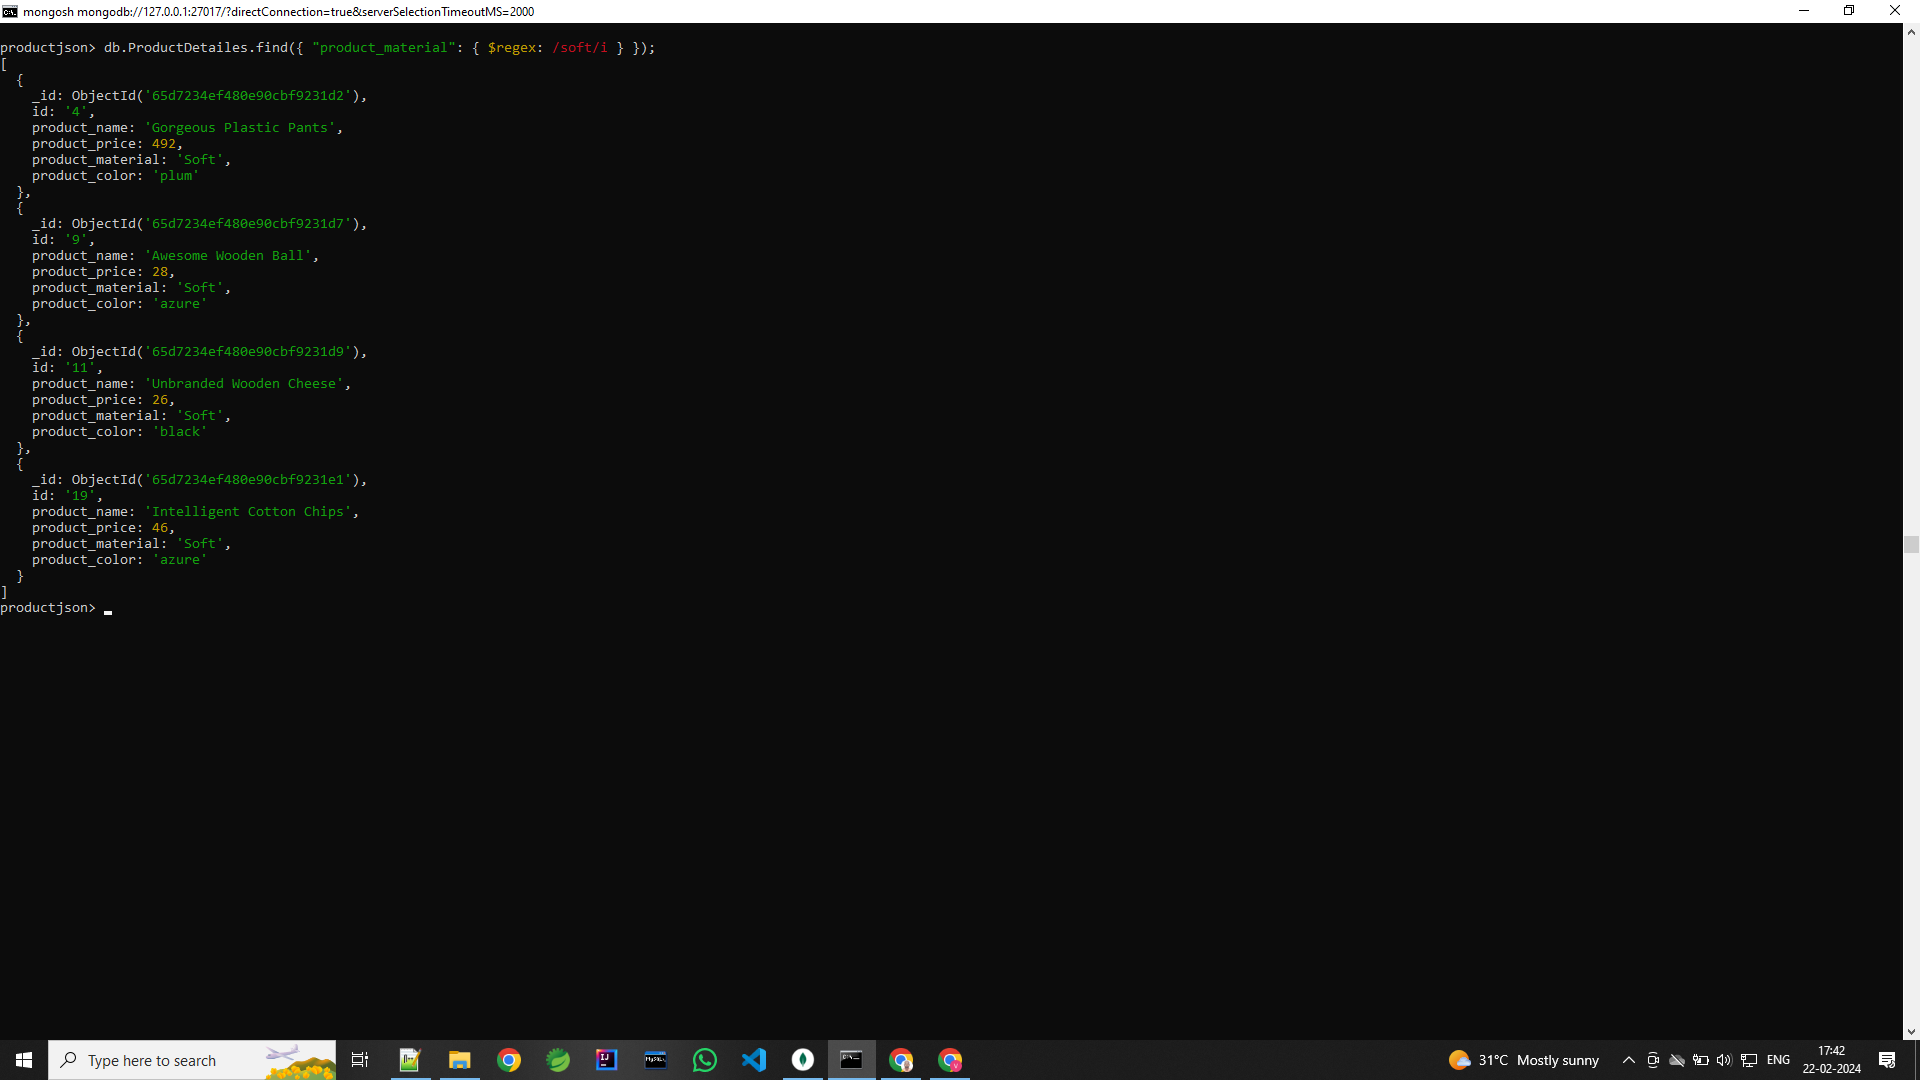 mongosh mongodb://127.0.0.1:27017/?directConnection=true&serverSelectionTimeoutMS=2000
productjson> db.ProductDetailes.find({ "product_material": { $regex: /soft/i } });
[
  {
    _id: ObjectId('65d7234ef480e90cbf9231d2'),
    id: '4',
    product_name: 'Gorgeous Plastic Pants',
    product_price: 492,
    product_material: 'Soft',
    product_color: 'plum'
  },
  {
    _id: ObjectId('65d7234ef480e90cbf9231d7'),
    id: '9',
    product_name: 'Awesome Wooden Ball',
    product_price: 28,
    product_material: 'Soft',
    product_color: 'azure'
  },
  {
    _id: ObjectId('65d7234ef480e90cbf9231d9'),
    id: '11',
    product_name: 'Unbranded Wooden Cheese',
    product_price: 26,
    product_material: 'Soft',
    product_color: 'black'
  },
  {
    _id: ObjectId('65d7234ef480e90cbf9231e1'),
    id: '19',
    product_name: 'Intelligent Cotton Chips',
    product_price: 46,
    product_material: 'Soft',
    product_color: 'azure'
  }
]
productjson>
Type here to search
31°C Mostly sunny
ENG
17:42
22-02-2024